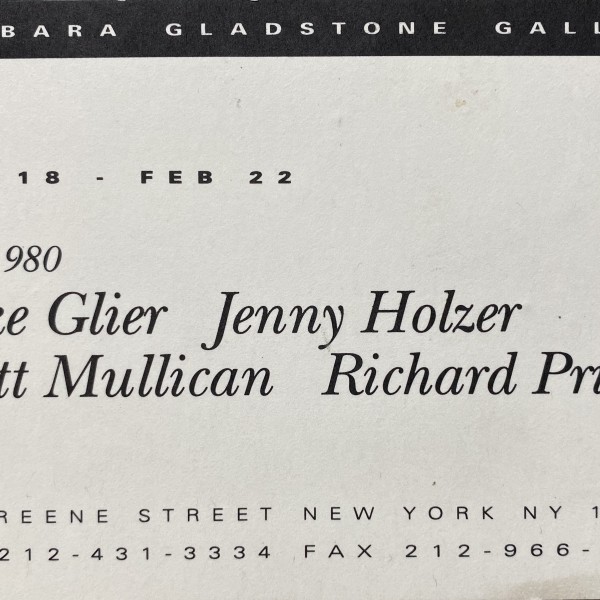 BARA GLADSTONE GALL
18 - FEB 22
980
ke Glier Jenny Holzer
tt Mullican Richard Pri
REENE STREET NEW YORK NY 1
212-431-3334 FAX 212-966-